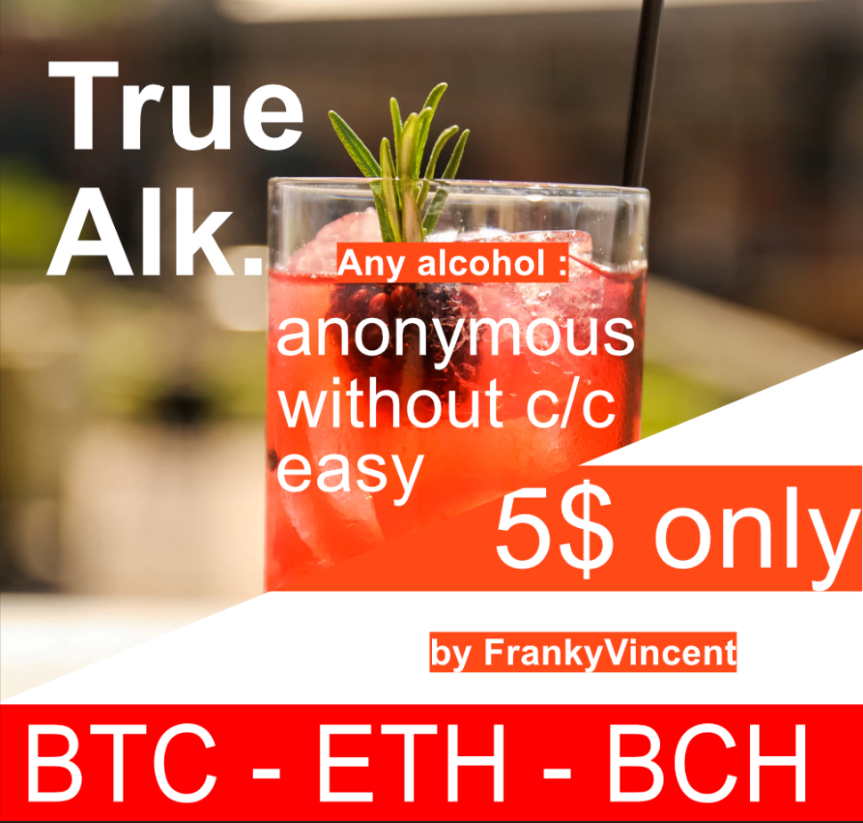 True
Alk.
Any alcohol :
anonymous
without c/c
easy
5$ only
by FrankyVincent
BTC - ETH - BCH